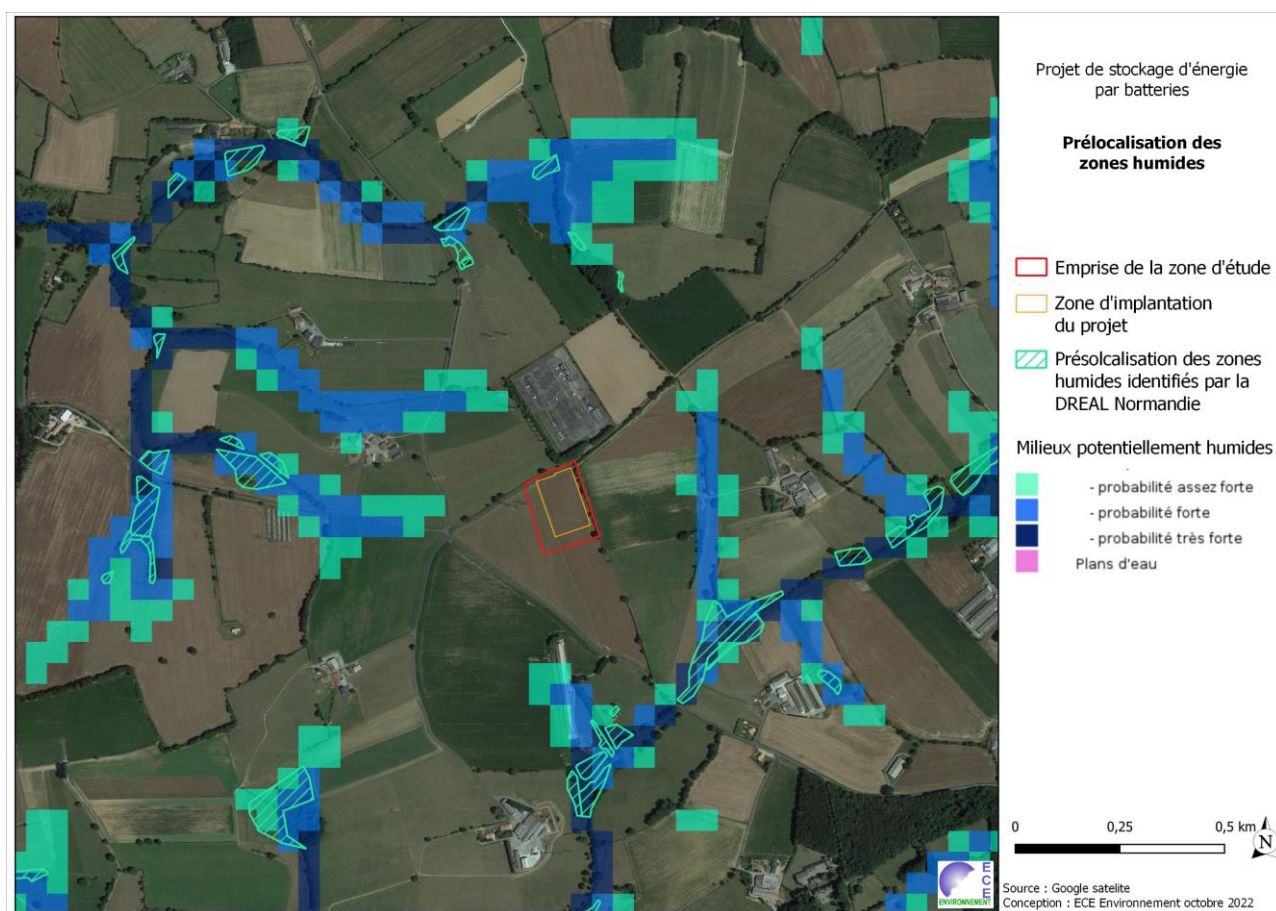 Projet de stockage d'énergie
par batteries
Prélocalisation des
zones humides
Emprise de la zone d'étude
Zone d'implantation
du projet
Présolcalisation des zones
humides identifiés par la
DREAL Normandie
Milieux potentiellement humides
- probabilité assez forte
- probabilité forte
- probabilité très forte
Plans d'eau
0 0,25 0,5 km
N
ECE
ENVIRONNEMENT
Source : Google satelite
Conception : ECE Environnement octobre 2022